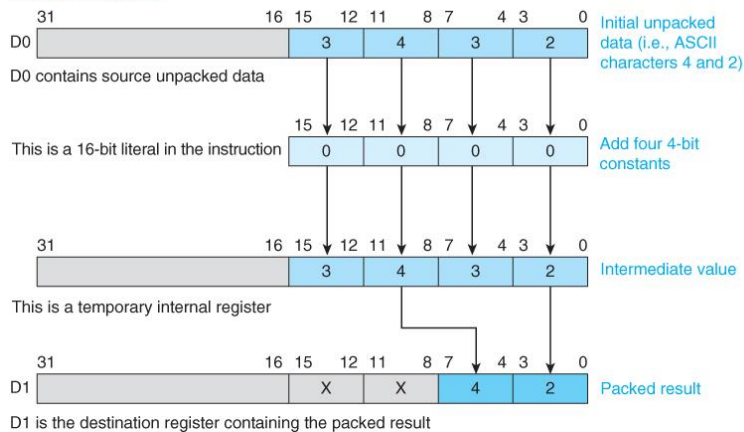 31 16 15 12 11 8 7 4 3 0
D0 3 4 3 2
Initial unpacked
data (i.e., ASCII
characters 4 and 2)
D0 contains source unpacked data
15 12 11 8 7 4 3 0
This is a 16-bit literal in the instruction 0 0 0 0
Add four 4-bit
constants
31 16 15 12 11 8 7 4 3 0
3 4 3 2 Intermediate value
This is a temporary internal register
31 16 15 12 11 8 7 4 3 0
D1 X X 4 2 Packed result
D1 is the destination register containing the packed result